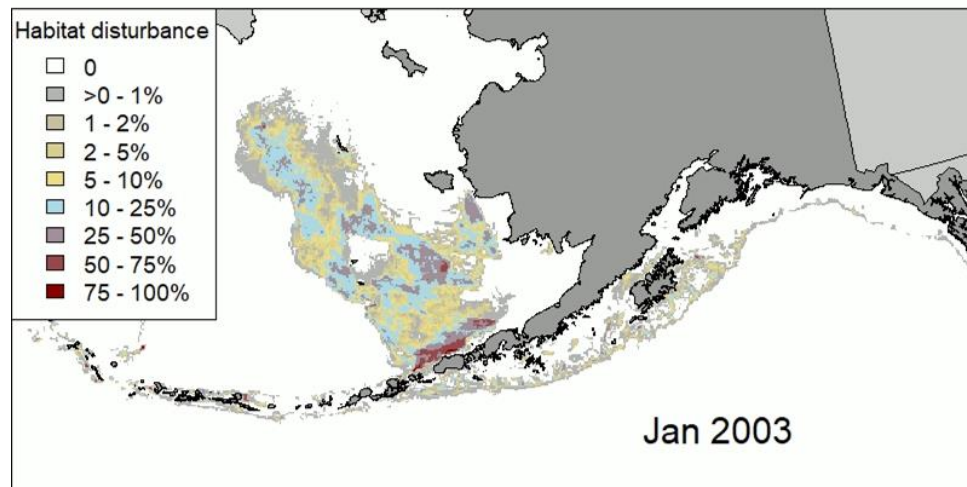 Habitat disturbance
0
>0 - 1%
1 - 2%
2 - 5%
5 - 10%
10 - 25%
25 - 50%
50 - 75%
75 - 100%
Jan 2003